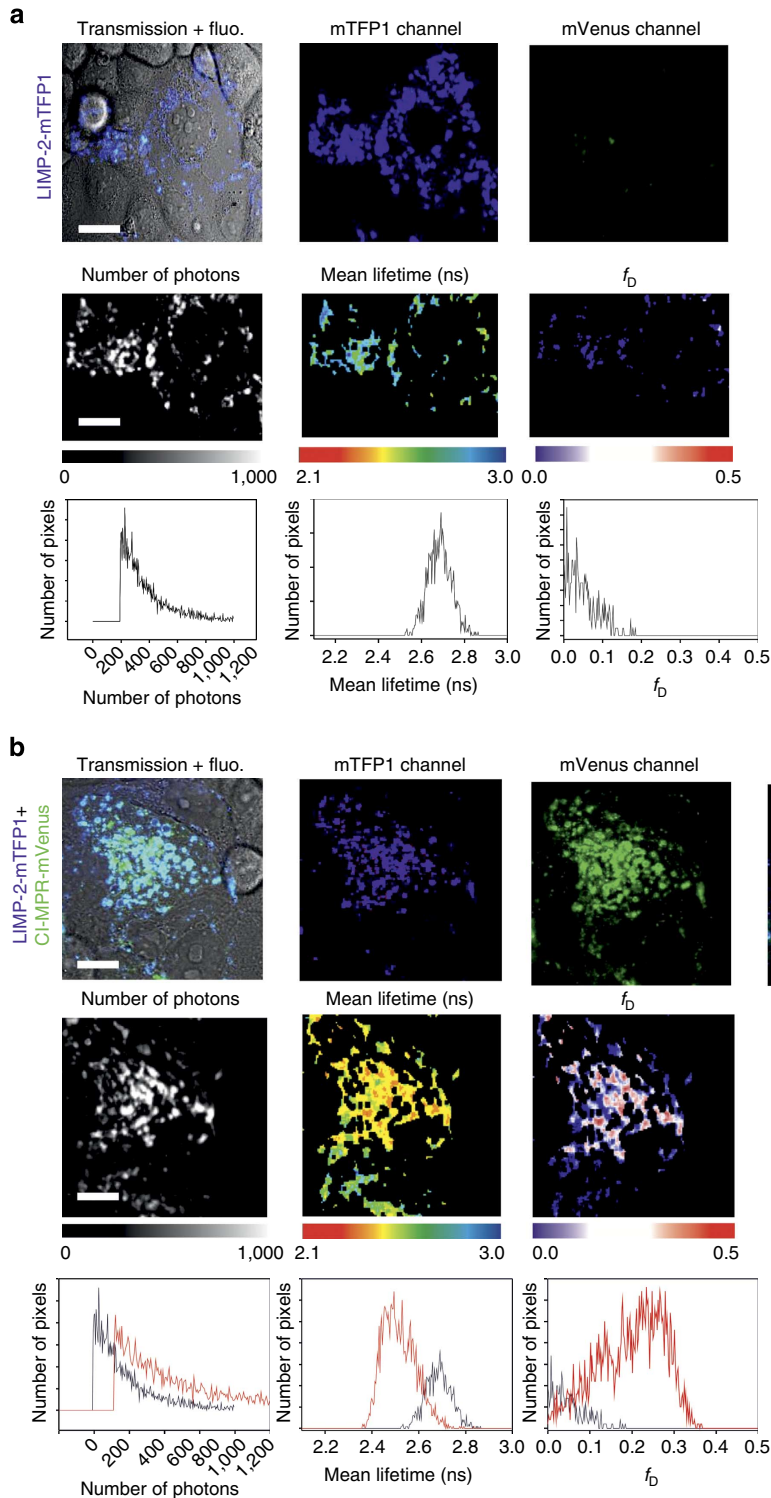 a
Transmission + fluo.
mTFP1 channel
mVenus channel
LIMP-2-mTFP1
Number of photons
Mean lifetime (ns)
fD
0
1,000
2.1
3.0
0.0
0.5
Number of pixels
0
200
400
600
800
1,000
1,200
Number of photons
Number of pixels
2.2
2.4
2.6
2.8
3.0
Mean lifetime (ns)
Number of pixels
0.0
0.1
0.2
0.3
0.4
0.5
fD
b
Transmission + fluo.
mTFP1 channel
mVenus channel
LIMP-2-mTFP1+
CI-MPR-mVenus
Number of photons
Mean lifetime (ns)
fD
0
1,000
2.1
3.0
0.0
0.5
Number of pixels
0
200
400
600
800
1,000
1,200
Number of photons
Number of pixels
2.2
2.4
2.6
2.8
3.0
Mean lifetime (ns)
Number of pixels
0.0
0.1
0.2
0.3
0.4
0.5
fD